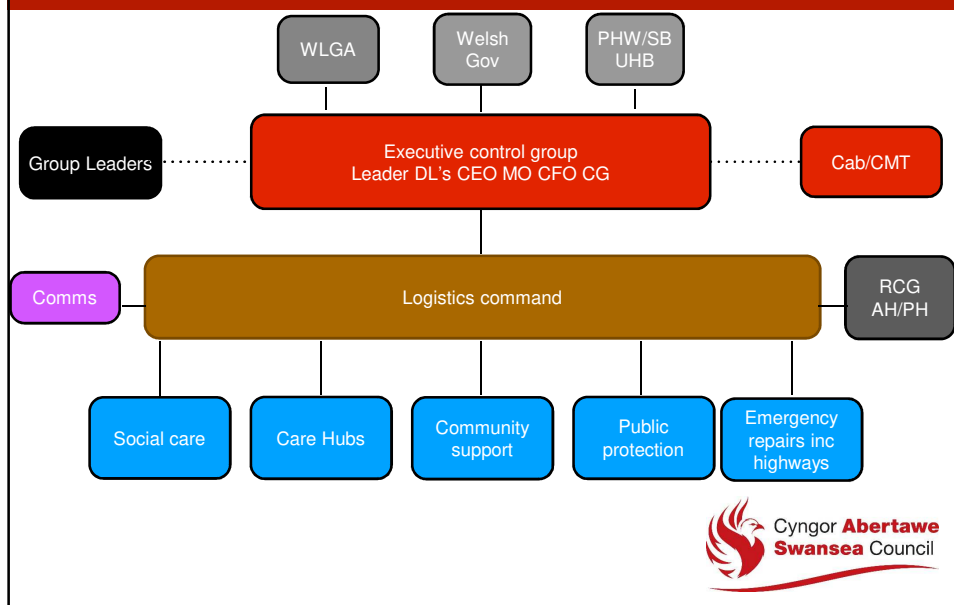 WLGA
Welsh
Gov
PHW/SB
UHB
Group Leaders
Executive control group
Leader DL's CEO MO CFO CG
Cab/CMT
Comms
Logistics command
RCG
AH/PH
Social care
Care Hubs
Community
support
Public
protection
Emergency
repairs inc
highways
Cyngor Abertawe
Swansea Council